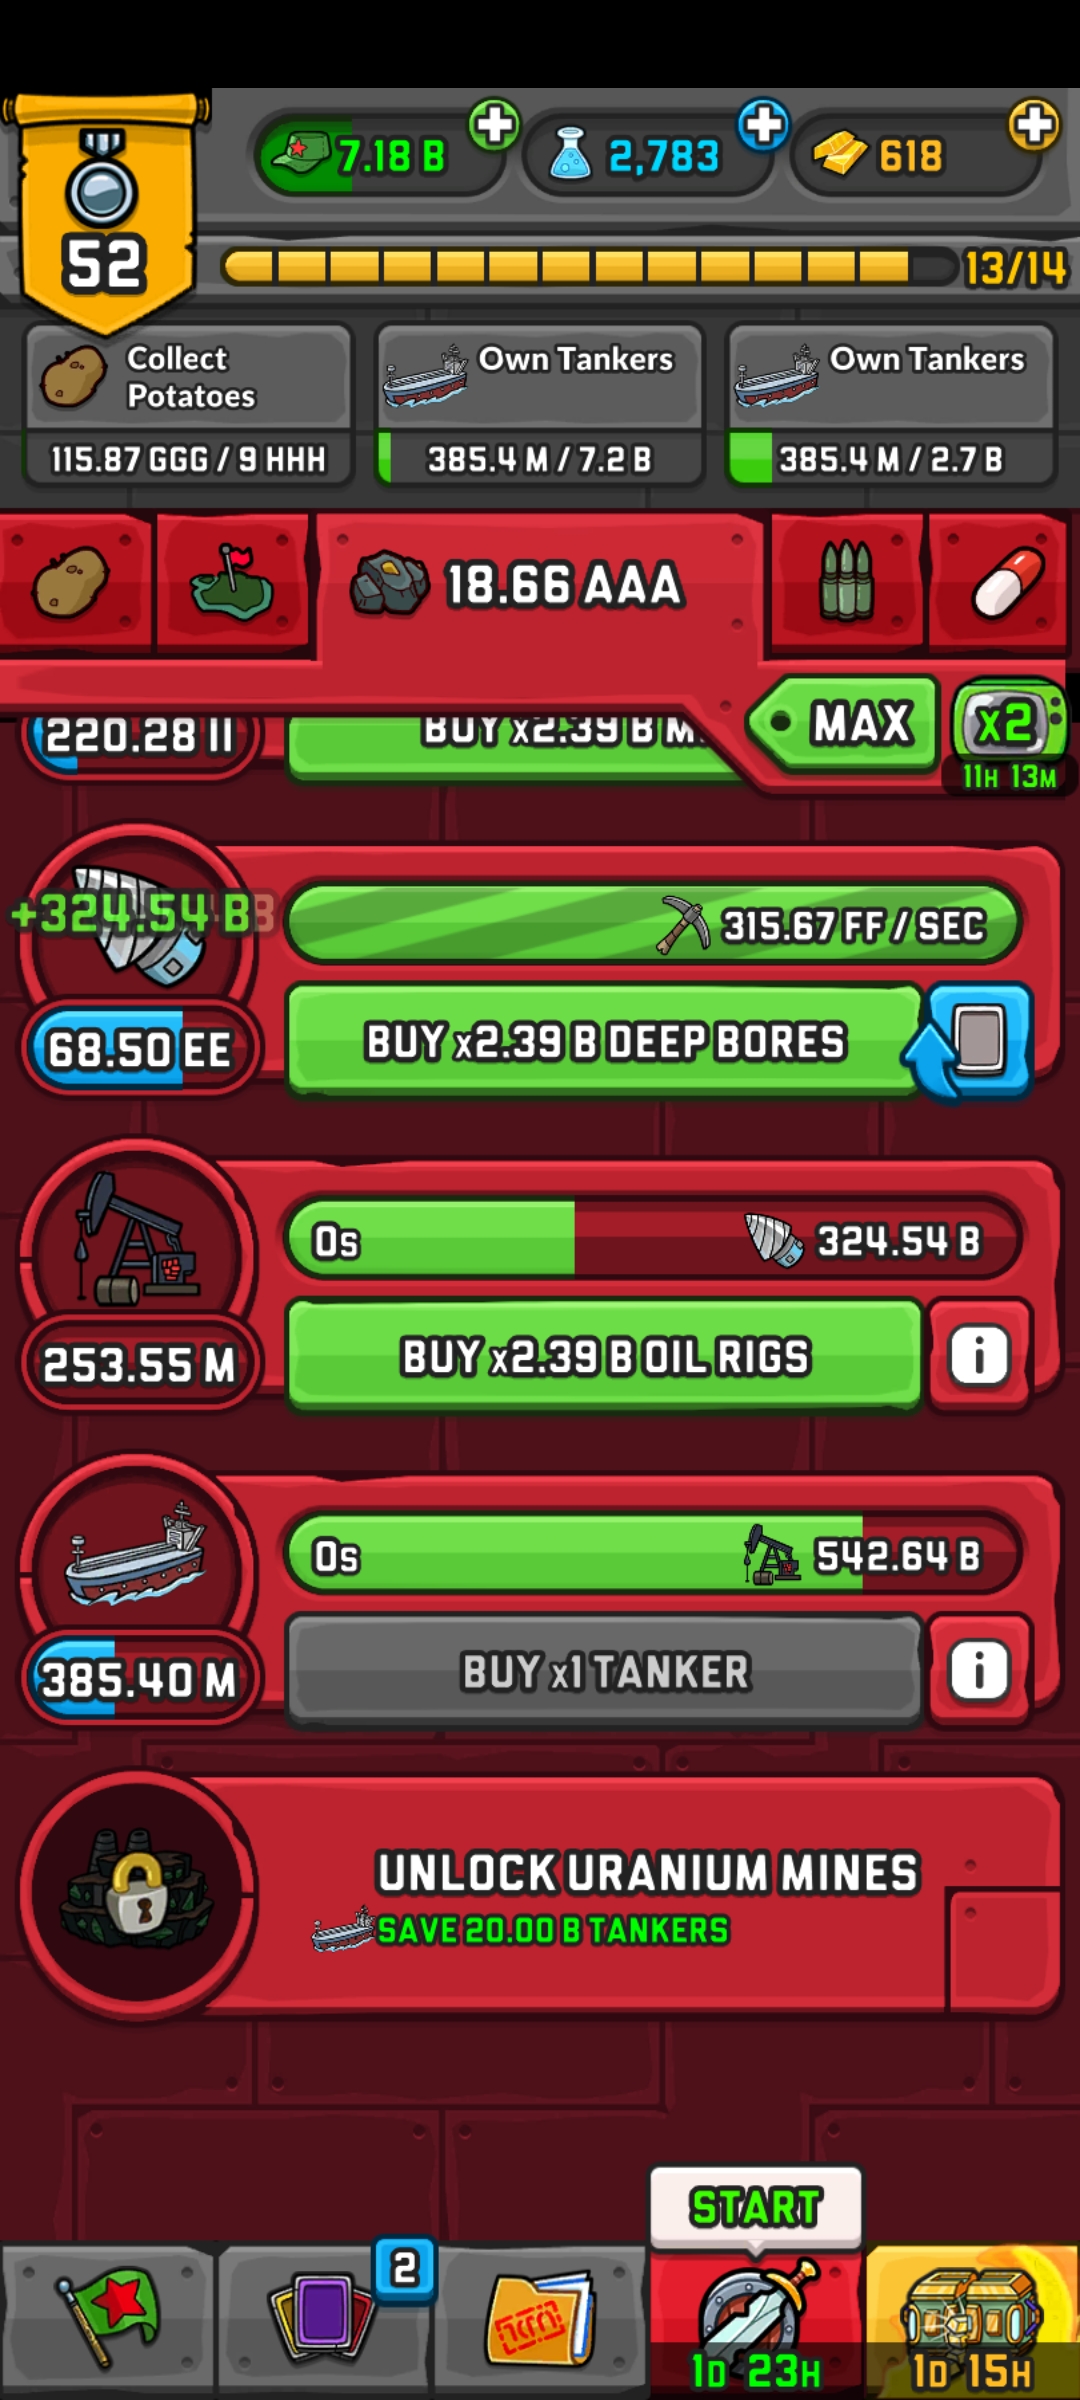 52
7.18 B
2,783
618
13/14
Collect
Potatoes
115.87 GGG / 9 HHH
Own Tankers
385.4 M / 7.2 B
Own Tankers
385.4 M / 2.7 B
18.66 AAA
MAX
x2
11H 13M
220.28 II
BUY x2.39 B M
+324.54 B
315.67 FF / SEC
68.50 EE
BUY x2.39 B DEEP BORES
0s
324.54 B
253.55 M
BUY x2.39 B OIL RIGS
i
0s
542.64 B
385.40 M
BUY x1 TANKER
i
UNLOCK URANIUM MINES
SAVE 20.00 B TANKERS
START
2
1D 23H
1D 15H